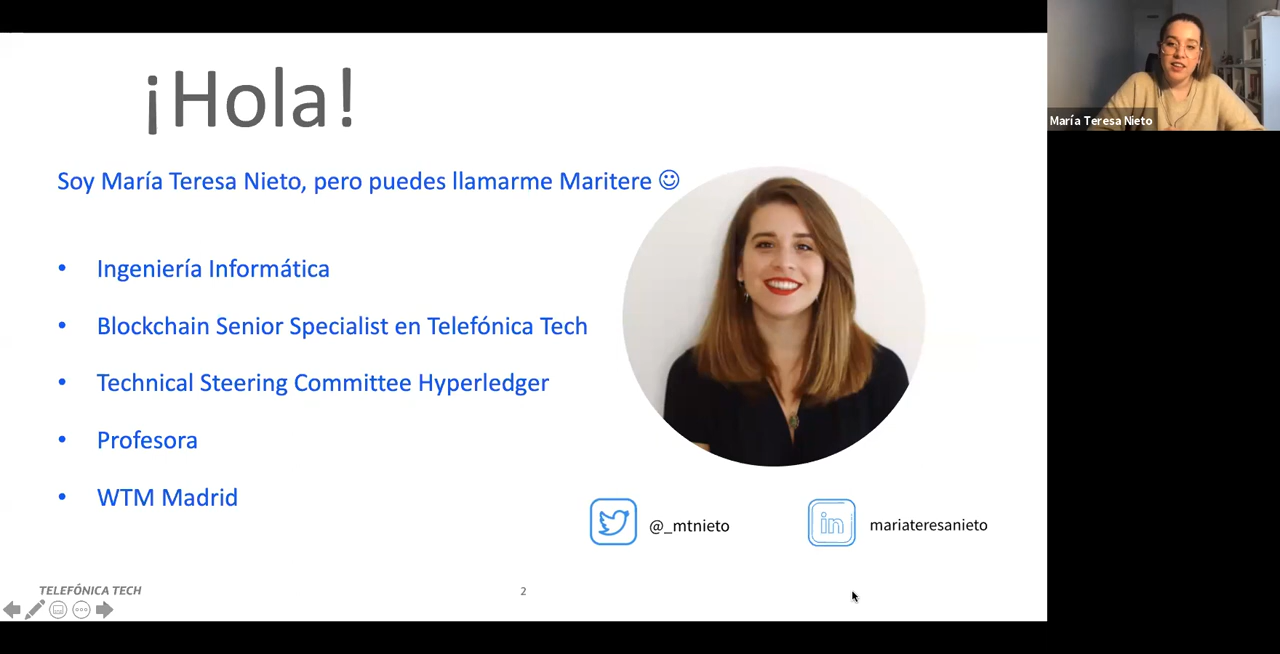 ¡Hola!
Soy María Teresa Nieto, pero puedes llamarme Maritere ☺
• Ingeniería Informática
• Blockchain Senior Specialist en Telefónica Tech
• Technical Steering Committee Hyperledger
• Profesora
• WTM Madrid
@_mtnieto
in
mariateresanieto
TELEFÓNICA TECH
2
María Teresa Nieto